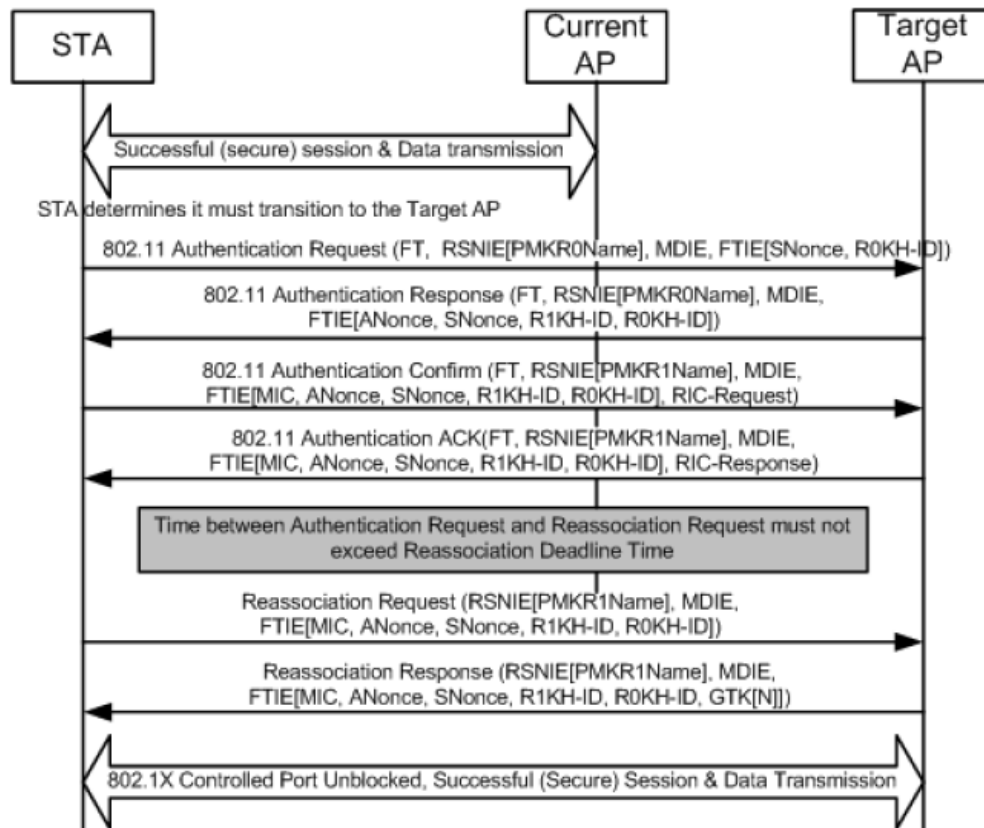 STA
Current
AP
Target
AP
Successful (secure) session & Data transmission
STA determines it must transition to the Target AP
802.11 Authentication Request (FT, RSNIE[PMKR0Name], MDIE, FTIE[SNonce, R0KH-ID])
802.11 Authentication Response (FT, RSNIE[PMKR0Name], MDIE,
FTIE[ANonce, SNonce, R1KH-ID, R0KH-ID])
802.11 Authentication Confirm (FT, RSNIE[PMKR1Name], MDIE,
FTIE[MIC, ANonce, SNonce, R1KH-ID, R0KH-ID], RIC-Request)
802.11 Authentication ACK(FT, RSNIE[PMKR1Name], MDIE,
FTIE[MIC, ANonce, SNonce, R1KH-ID, R0KH-ID], RIC-Response)
Time between Authentication Request and Reassociation Request must not
exceed Reassociation Deadline Time
Reassociation Request (RSNIE[PMKR1Name], MDIE,
FTIE[MIC, ANonce, SNonce, R1KH-ID, R0KH-ID])
Reassociation Response (RSNIE[PMKR1Name], MDIE,
FTIE[MIC, ANonce, SNonce, R1KH-ID, R0KH-ID, GTK[N]])
802.1X Controlled Port Unblocked, Successful (Secure) Session & Data Transmission